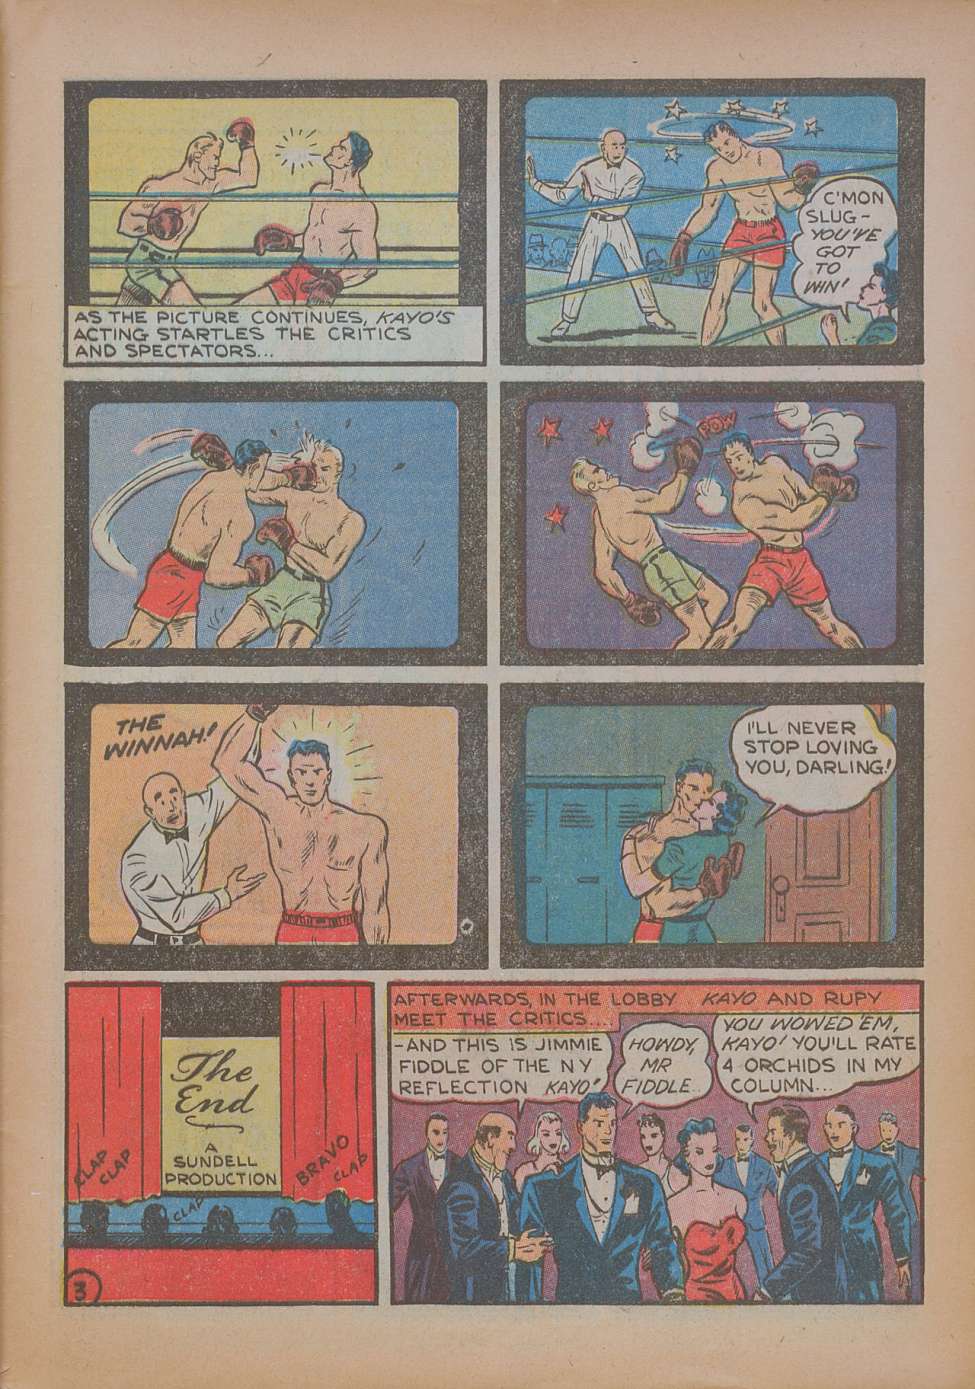 AS THE PICTURE CONTINUES, KAYO'S
ACTING STARTLES THE CRITICS
AND SPECTATORS...
C'MON
SLUG-
YOU'VE
GOT
TO
WIN!
POW
THE
WINNAH!
I'LL NEVER
STOP LOVING
YOU, DARLING!
The
End
A
SUNDELL
PRODUCTION
CLAP
CLAP
CLAP
BRAVO
CLAP
3
AFTERWARDS, IN THE LOBBY KAYO AND RUPY
MEET THE CRITICS....
-AND THIS IS JIMMIE
FIDDLE OF THE NY
REFLECTION KAYO!
HOWDY,
MR
FIDDLE..
YOU WOWED 'EM,
KAYO! YOU'LL RATE
4 ORCHIDS IN MY
COLUMN...